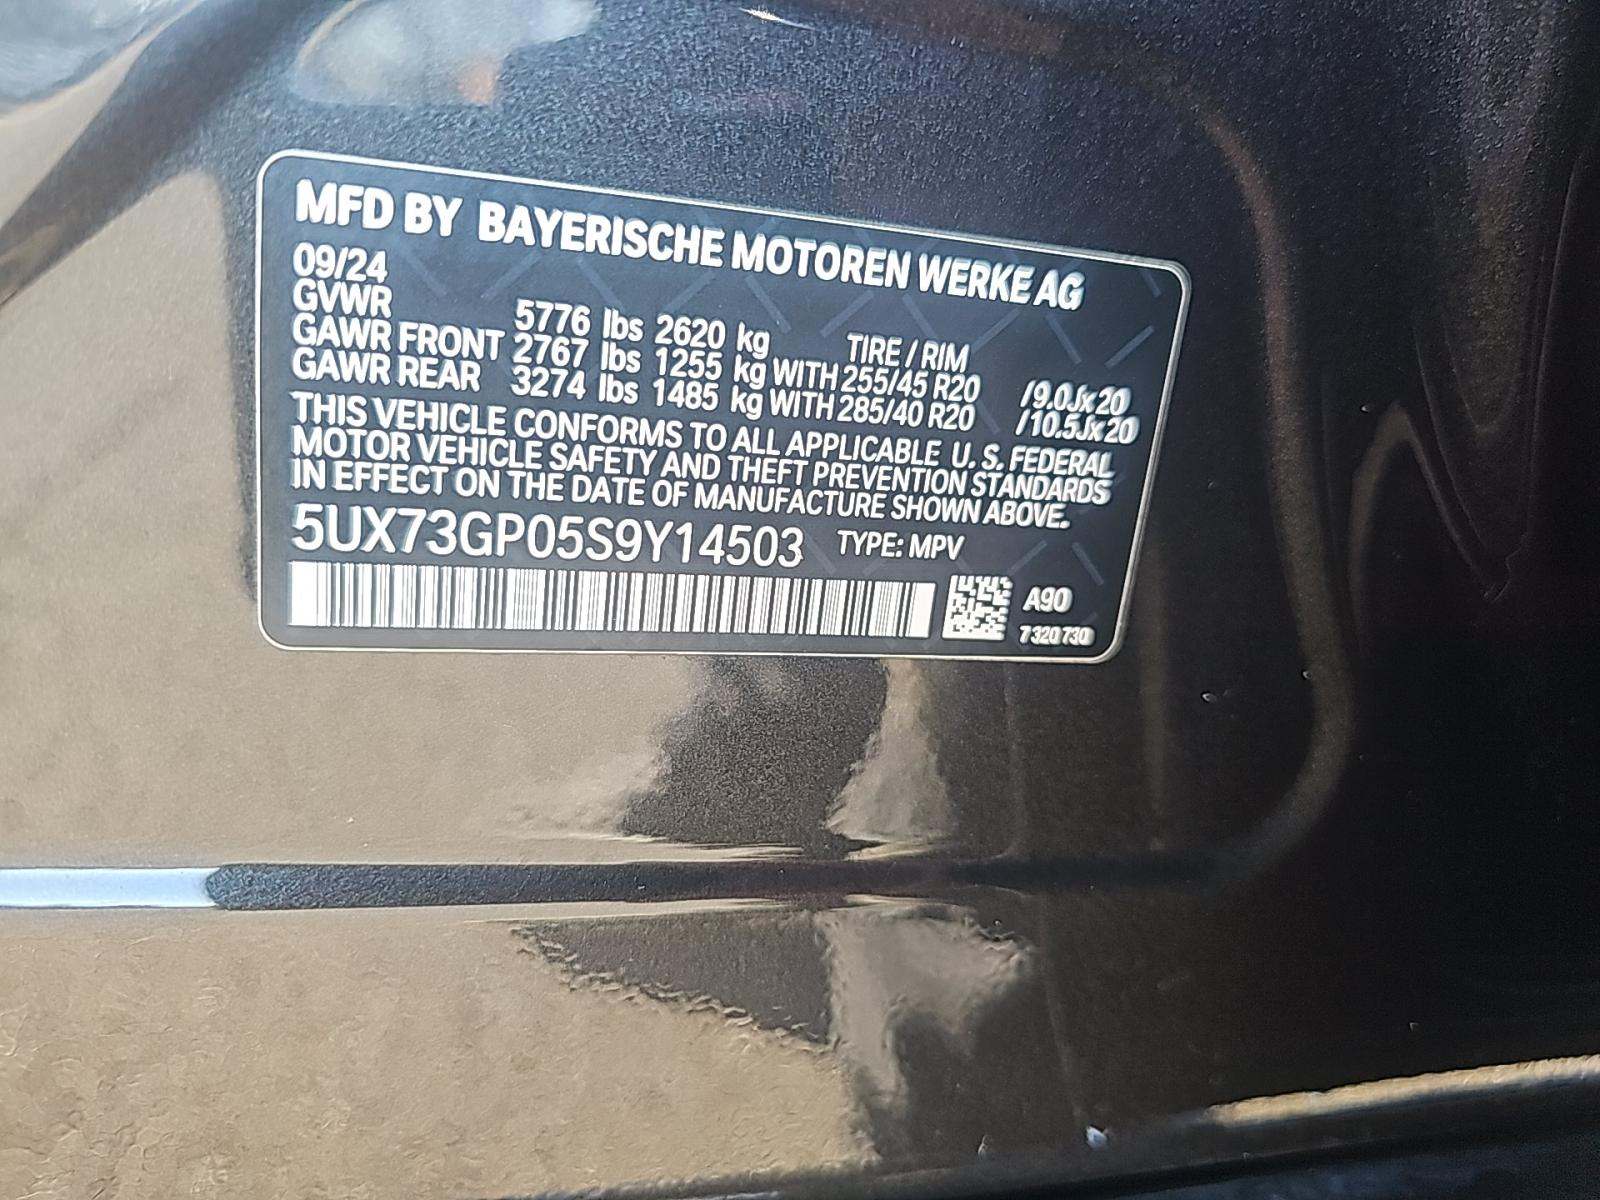 MFD BY BAYERISCHE MOTOREN WERKE AG
09/24
GVWR 5776 lbs 2620 kg TIRE / RIM
GAWR FRONT 2767 lbs 1255 kg WITH 255/45 R20 /9.0Jx20
GAWR REAR 3274 lbs 1485 kg WITH 285/40 R20 /10.5Jx20
THIS VEHICLE CONFORMS TO ALL APPLICABLE U. S. FEDERAL
MOTOR VEHICLE SAFETY AND THEFT PREVENTION STANDARDS
IN EFFECT ON THE DATE OF MANUFACTURE SHOWN ABOVE.
5UX73GP05S9Y14503 TYPE: MPV
A90
7 320 730